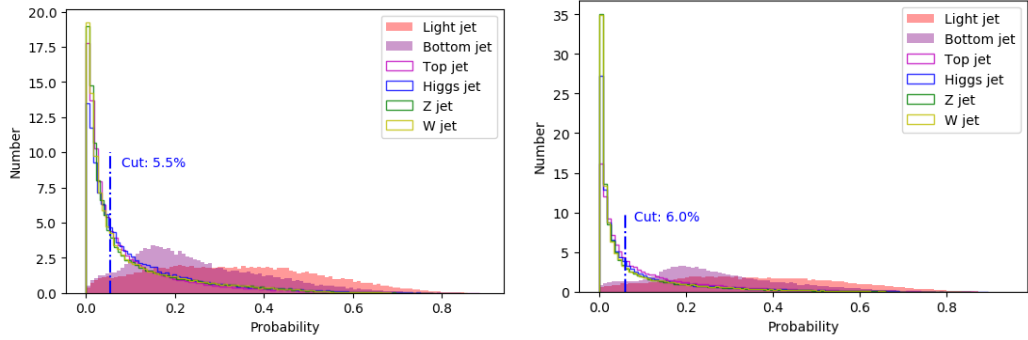 20.0
17.5
15.0
12.5
10.0
7.5
5.0
2.5
0.0
Number
0.0 0.2 0.4 0.6 0.8
Probability
Cut: 5.5%
Light jet
Bottom jet
Top jet
Higgs jet
Z jet
W jet
35
30
25
20
15
10
5
0
Number
0.0 0.2 0.4 0.6 0.8
Probability
Cut: 6.0%
Light jet
Bottom jet
Top jet
Higgs jet
Z jet
W jet